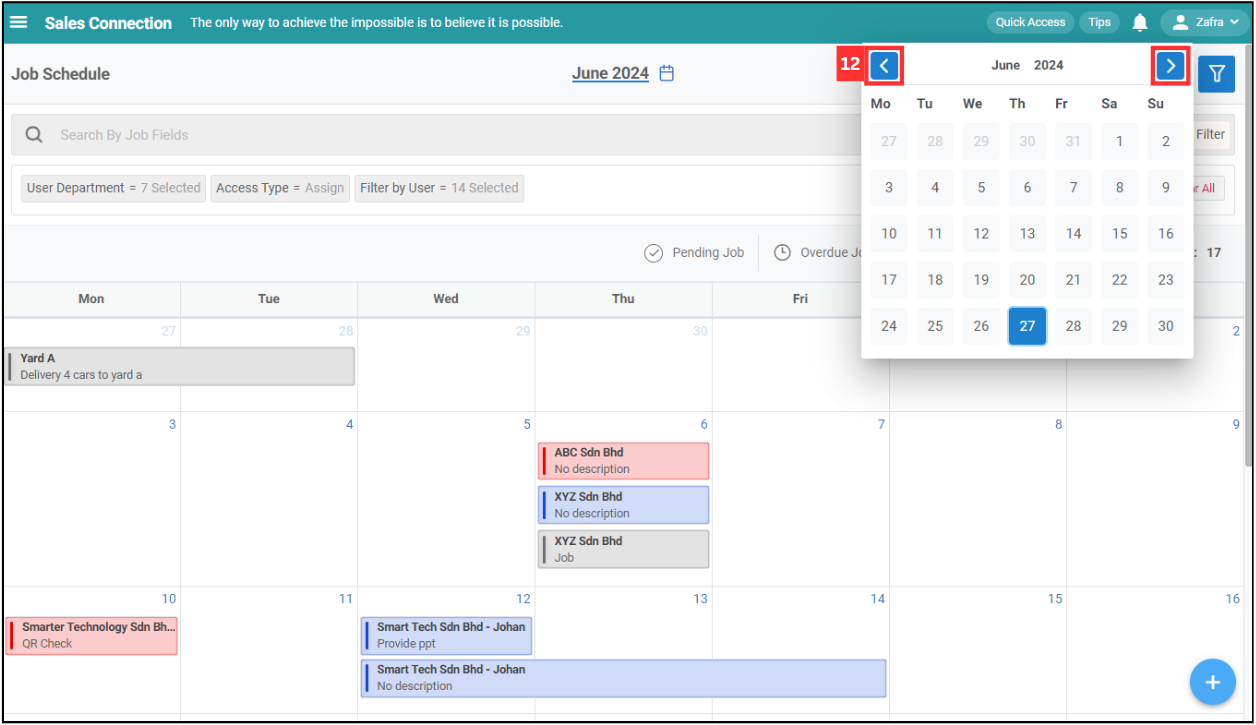 Sales Connection The only way to achieve the impossible is to believe it is possible. Quick Access Tips Zafra
Job Schedule June 2024
12
June 2024
Mo Tu We Th Fr Sa Su
27 28 29 30 31 1 2
3 4 5 6 7 8 9
10 11 12 13 14 15 16
17 18 19 20 21 22 23
24 25 26 27 28 29 30
Search By Job Fields Filter
User Department = 7 Selected Access Type = Assign Filter by User = 14 Selected All
Pending Job Overdue : 17
Mon Tue Wed Thu Fri
27 28 29 30 2
Yard A
Delivery 4 cars to yard a
3 4 5 6 7 8 9
ABC Sdn Bhd
No description
XYZ Sdn Bhd
No description
XYZ Sdn Bhd
Job
10 11 12 13 14 15 16
Smarter Technology Sdn Bh...
QR Check
Smart Tech Sdn Bhd - Johan
Provide ppt
Smart Tech Sdn Bhd - Johan
No description